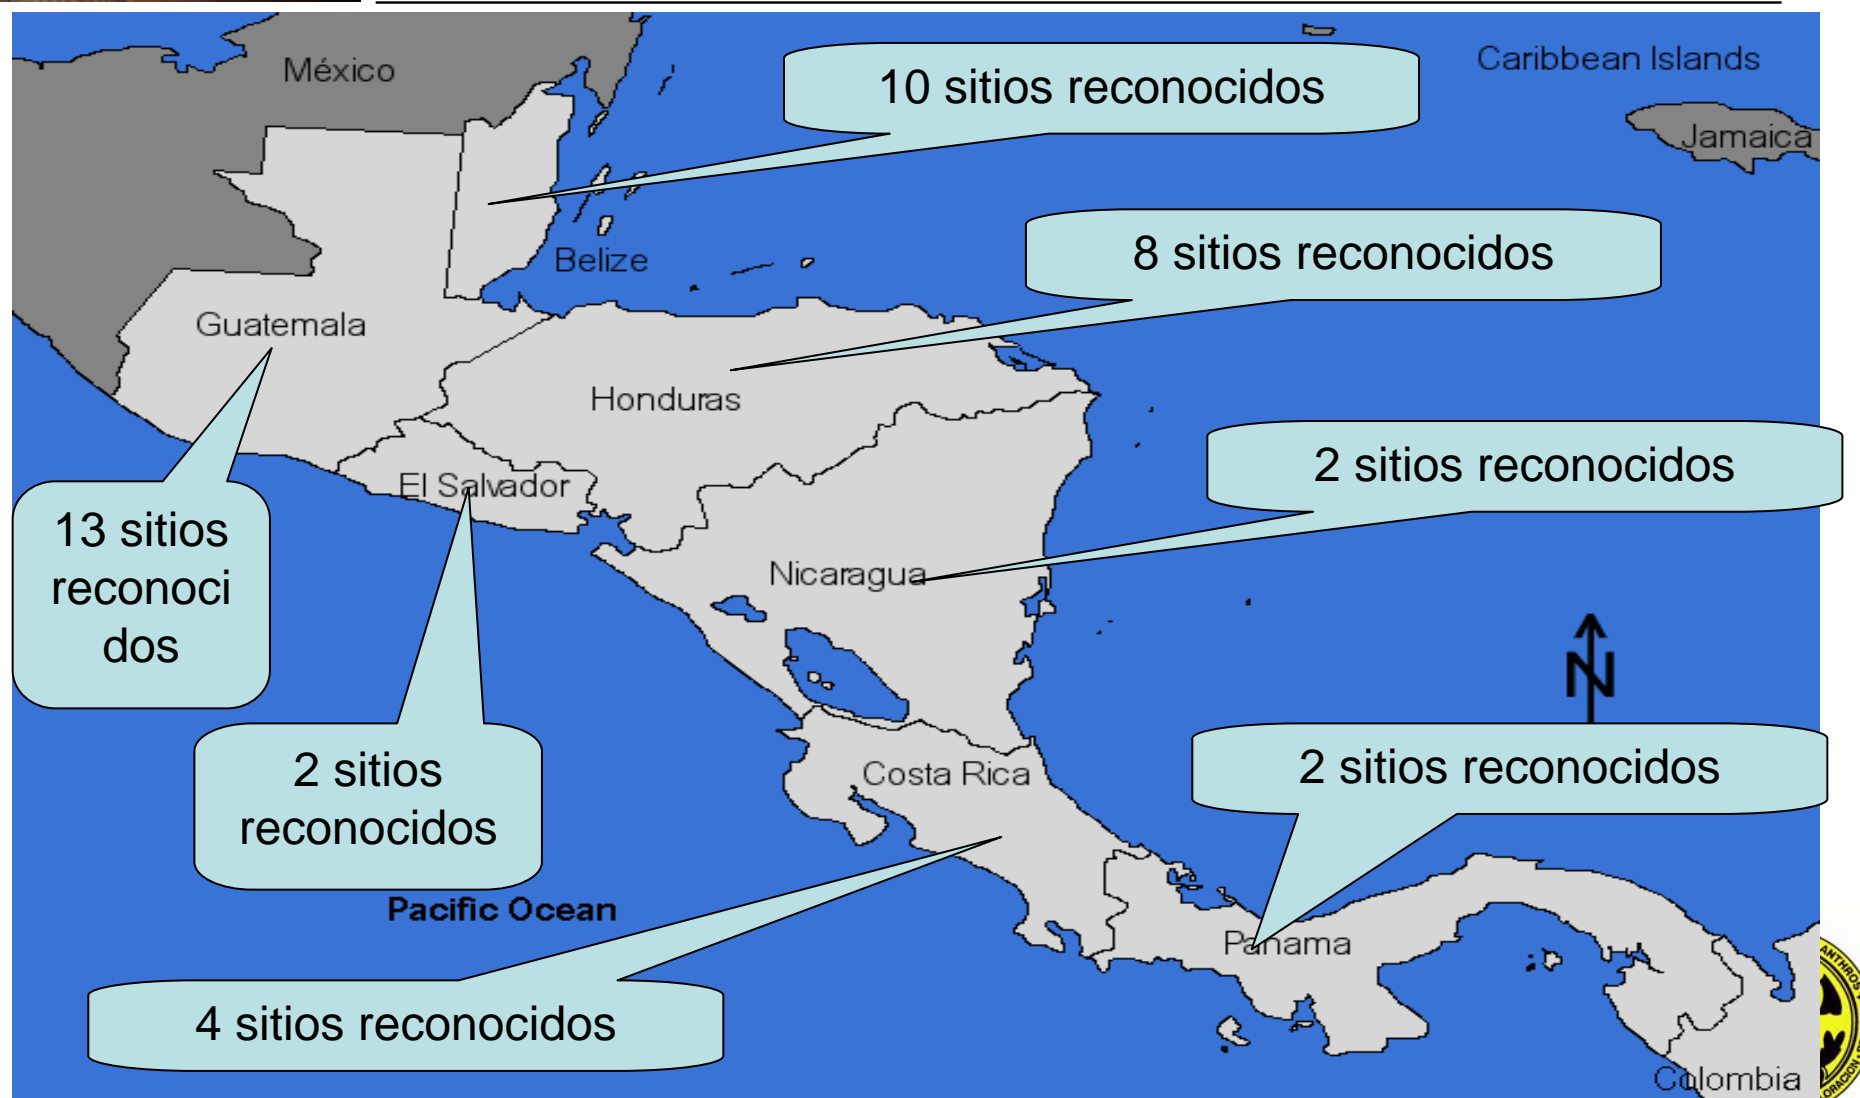 México
Caribbean Islands
10 sitios reconocidos
Jamaica
8 sitios reconocidos
Belize
Guatemala
Honduras
2 sitios reconocidos
El Salvador
13 sitios
reconoci
dos
Nicaragua
N
2 sitios
reconocidos
Costa Rica
2 sitios reconocidos
Pacific Ocean
Panama
4 sitios reconocidos
Colombia